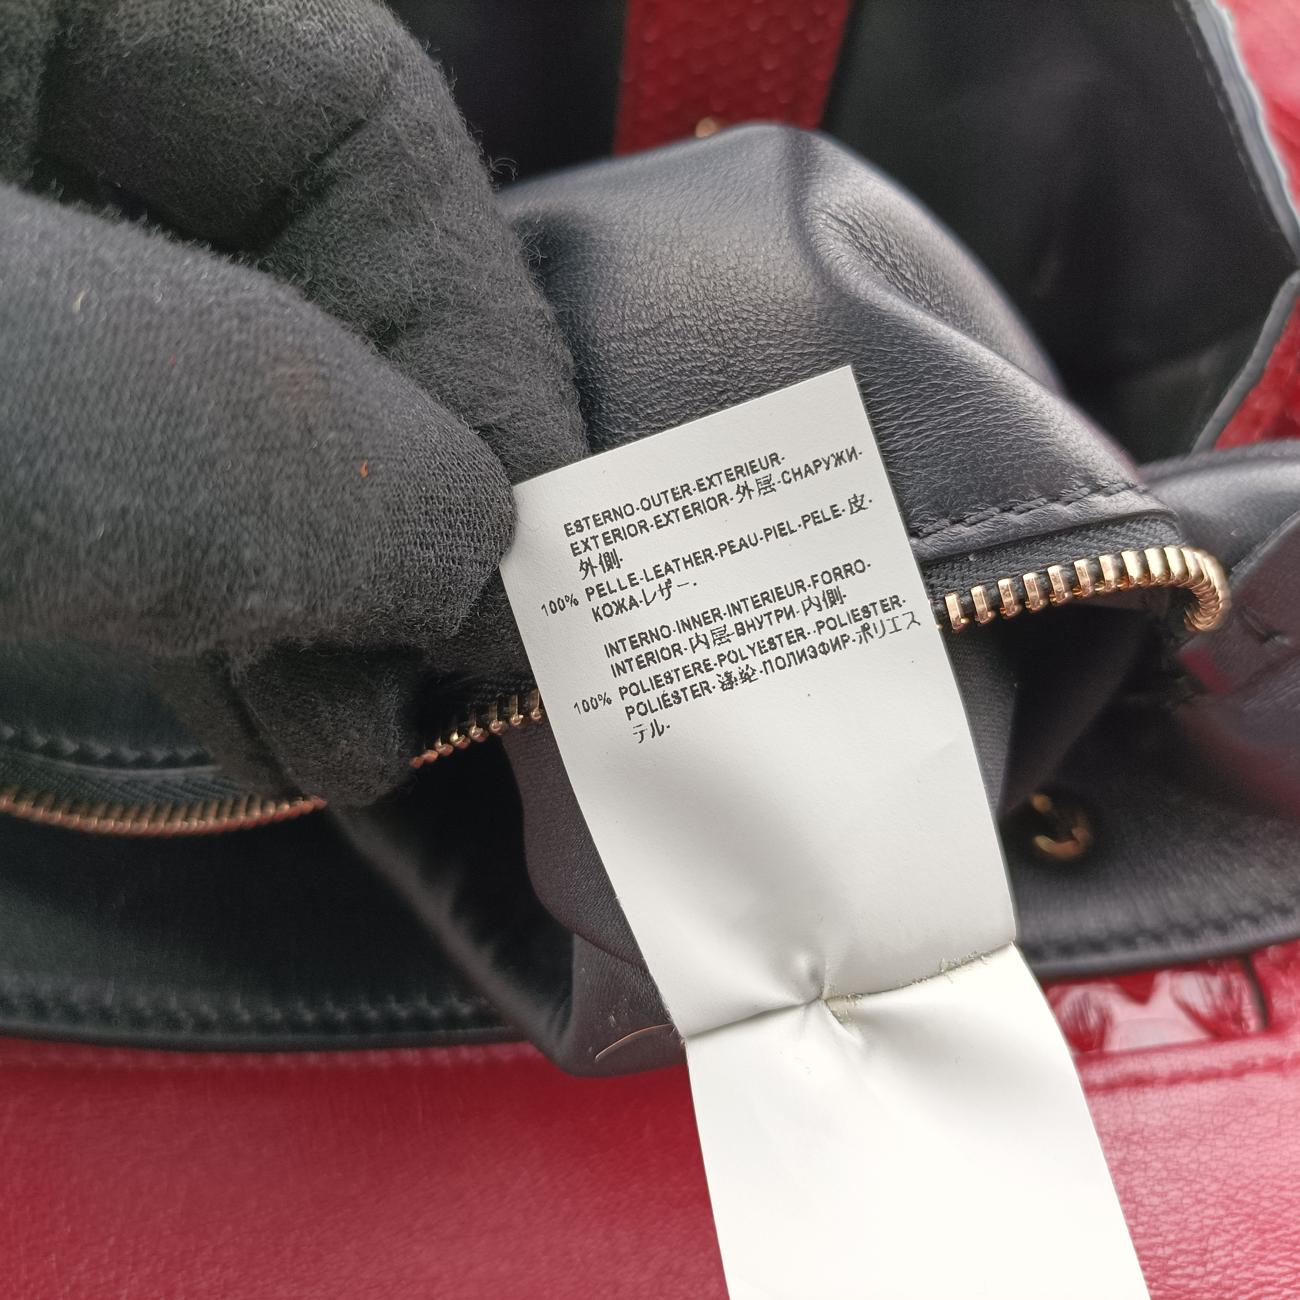 ESTERNO-OUTER-EXTERIEUR-
EXTERIOR-EXTERIOR-外层-СНАРУЖИ-
外側-
100% PELLE-LEATHER-PEAU-PIEL-PELE-皮-
КОЖА-レザー-
INTERNO-INNER-INTERIEUR-FORRO-
INTERIOR-内层-ВНУТРИ-内側-
100% POLIESTERE-POLYESTER--POLIESTER-
POLIÉSTER-涤纶-ПОЛИЭФИР-ポリエス
テル-